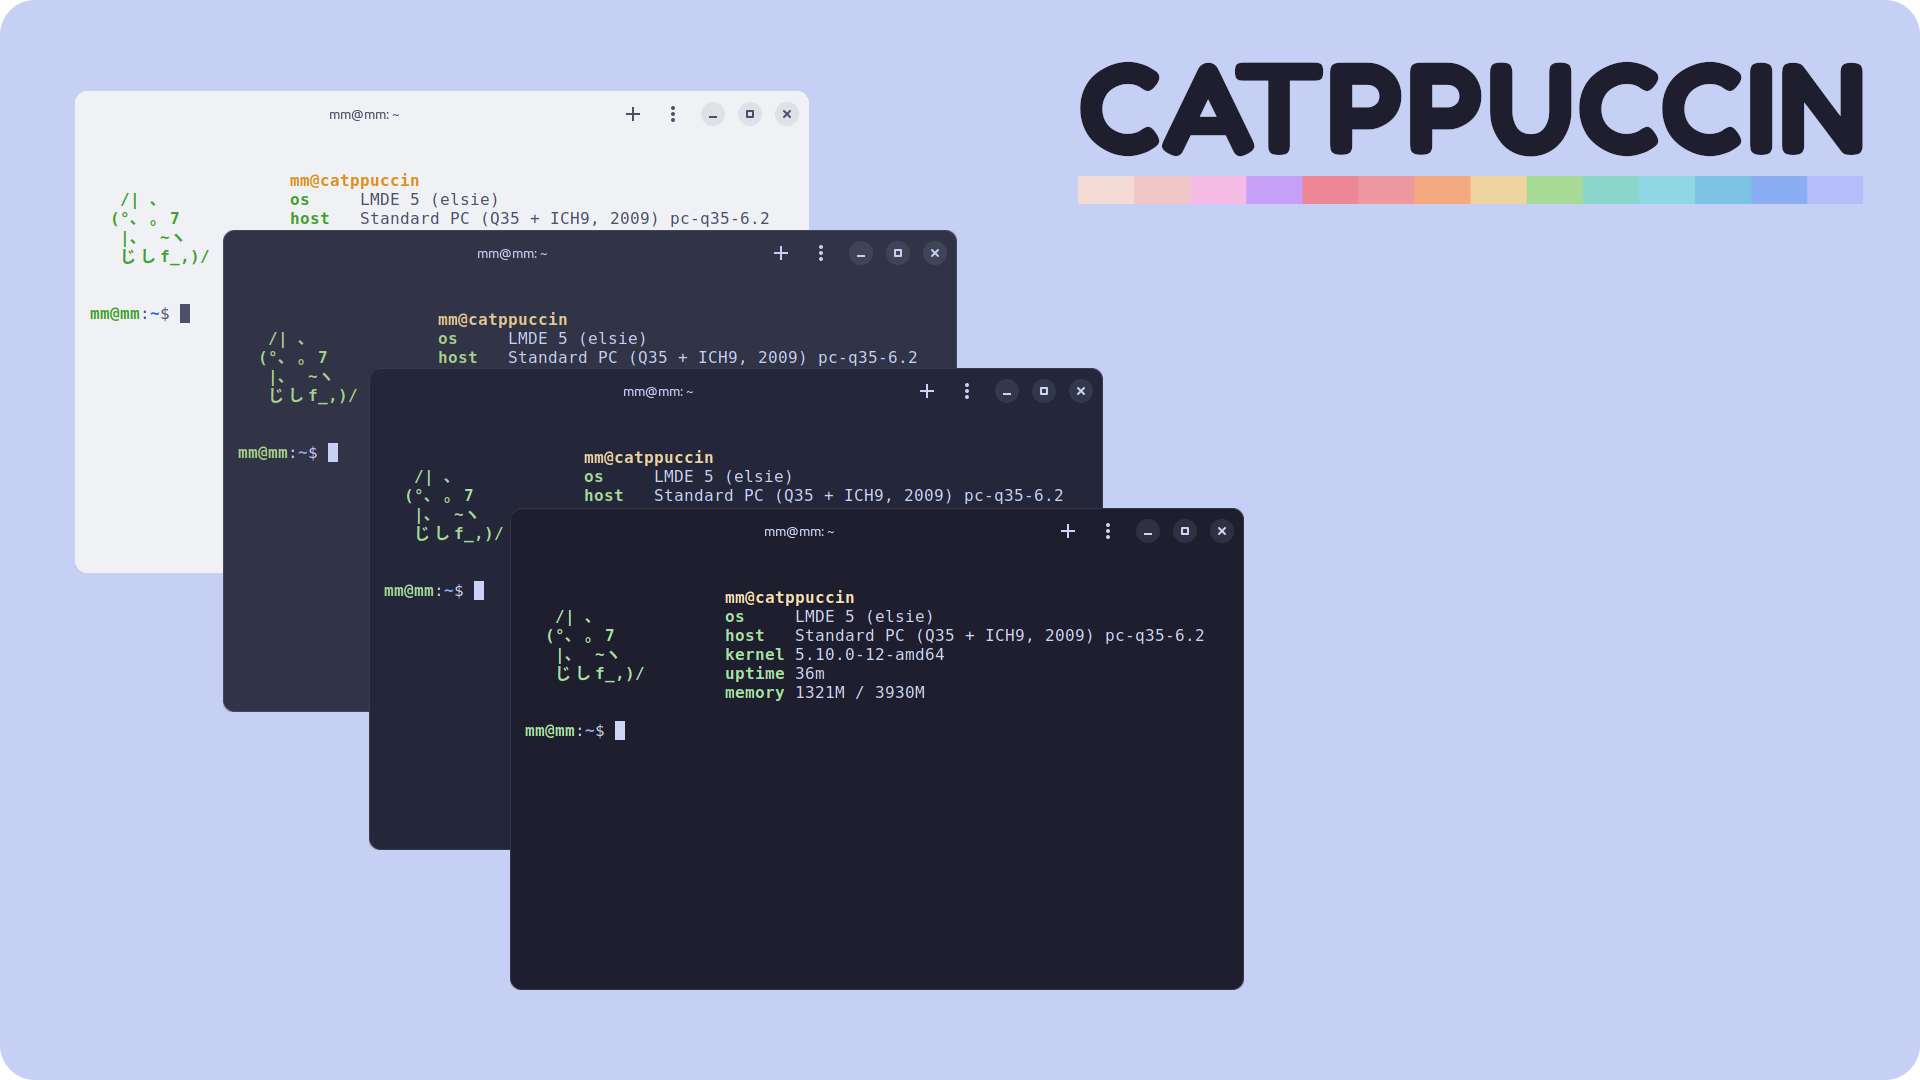 CATPPUCCIN
mm@mm: ~
mm@catppuccin
os LMDE 5 (elsie)
host Standard PC (Q35 + ICH9, 2009) pc-q35-6.2
/| 、
(°、 。7
|、 ~ヽ
じしf_,)/
mm@mm:~$
mm@mm: ~
mm@catppuccin
os LMDE 5 (elsie)
host Standard PC (Q35 + ICH9, 2009) pc-q35-6.2
/| 、
(°、 。7
|、 ~ヽ
じしf_,)/
mm@mm:~$
mm@mm: ~
mm@catppuccin
os LMDE 5 (elsie)
host Standard PC (Q35 + ICH9, 2009) pc-q35-6.2
/| 、
(°、 。7
|、 ~ヽ
じしf_,)/
mm@mm:~$
mm@mm: ~
mm@catppuccin
/| 、 os LMDE 5 (elsie)
(°、 。7 host Standard PC (Q35 + ICH9, 2009) pc-q35-6.2
|、 ~ヽ kernel 5.10.0-12-amd64
じしf_,)/ uptime 36m
memory 1321M / 3930M
mm@mm:~$